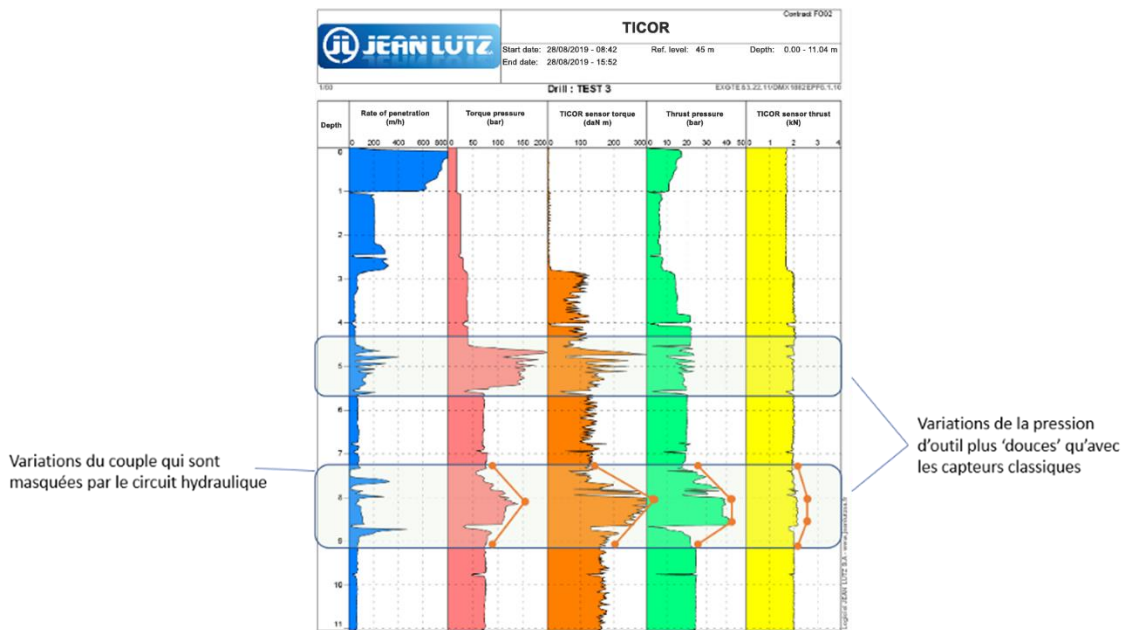 Contract FO02
JEAN LUTZ
TICOR
Start date: 28/08/2019 - 08:42 Ref. level: 45 m Depth: 0.00 - 11.04 m
End date: 28/08/2019 - 15:52
Drill : TEST 3
Depth
Rate of penetration
(m/h)
0 200 400 600 800
Torque pressure
(bar)
0 50 100 150 200
TICOR sensor torque
(daN m)
0 100 200 300
Thrust pressure
(bar)
0 10 20 30 40 50
TICOR sensor thrust
(kN)
0 1 2 3 4
0
1
2
3
4
5
6
7
8
9
10
11
Variations du couple qui sont
masquées par le circuit hydraulique
Variations de la pression
d’outil plus ‘douces’ qu’avec
les capteurs classiques